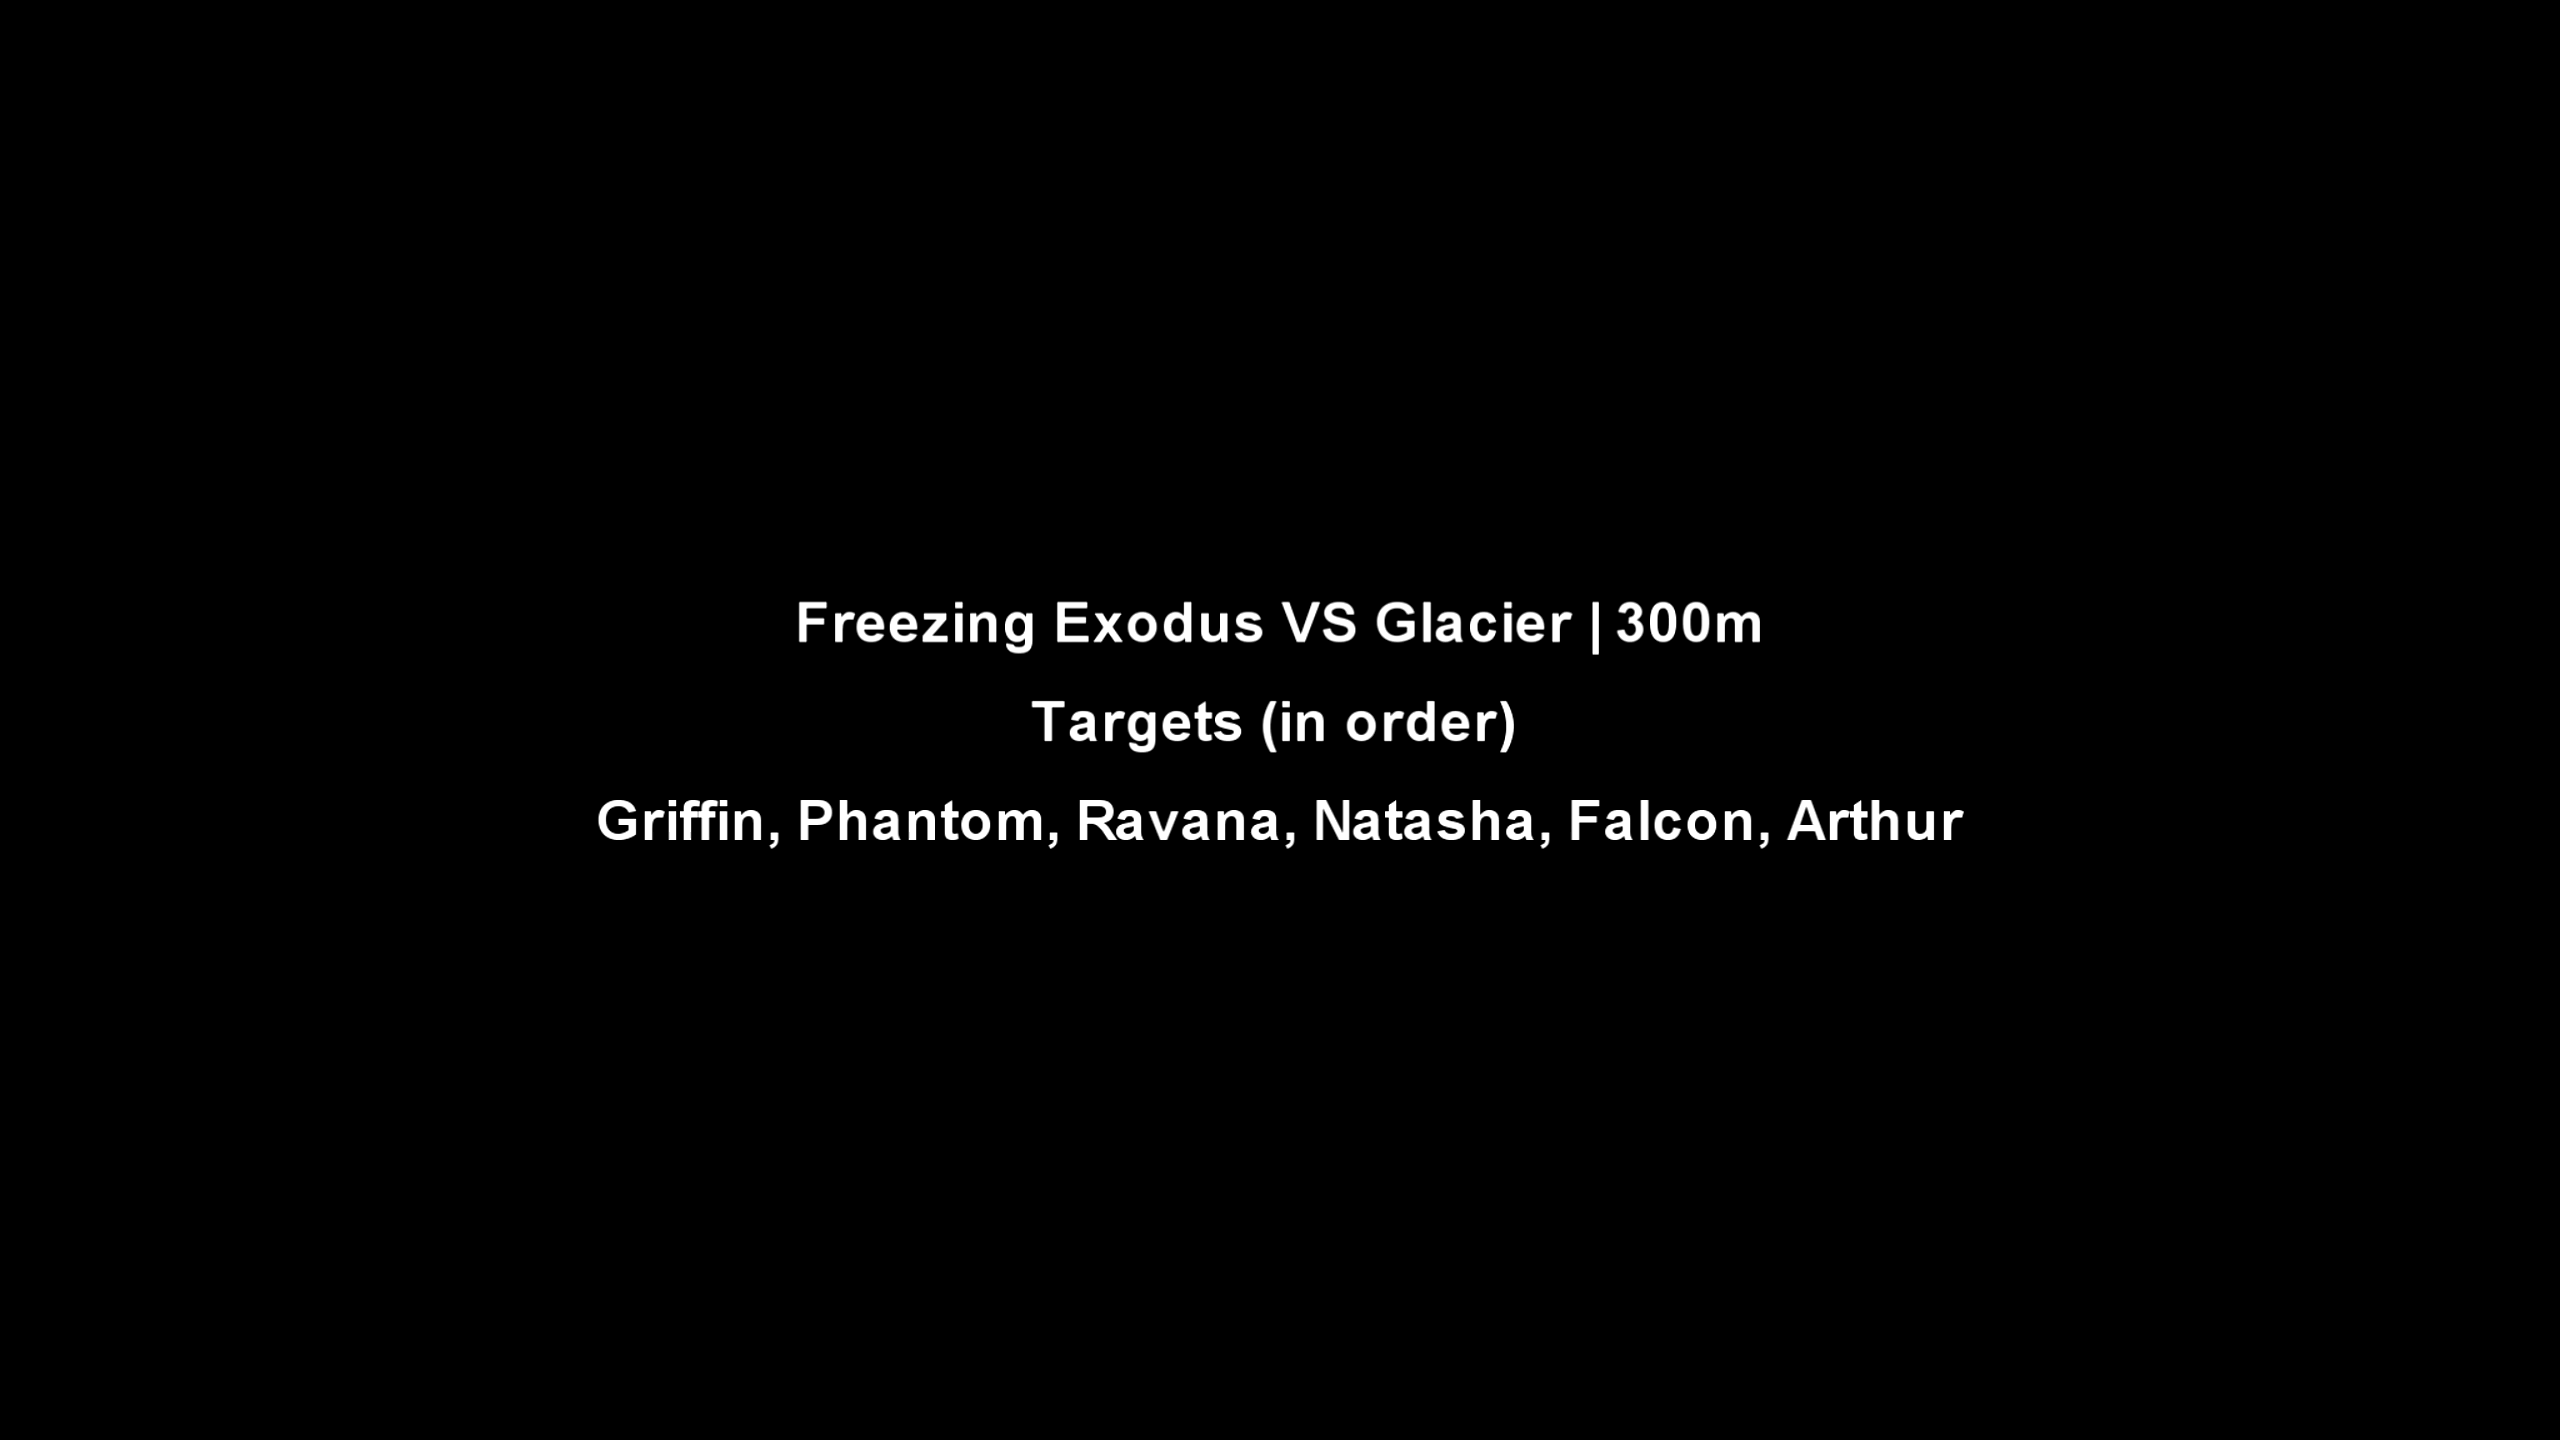 Freezing Exodus VS Glacier | 300m
Targets (in order)
Griffin, Phantom, Ravana, Natasha, Falcon, Arthur